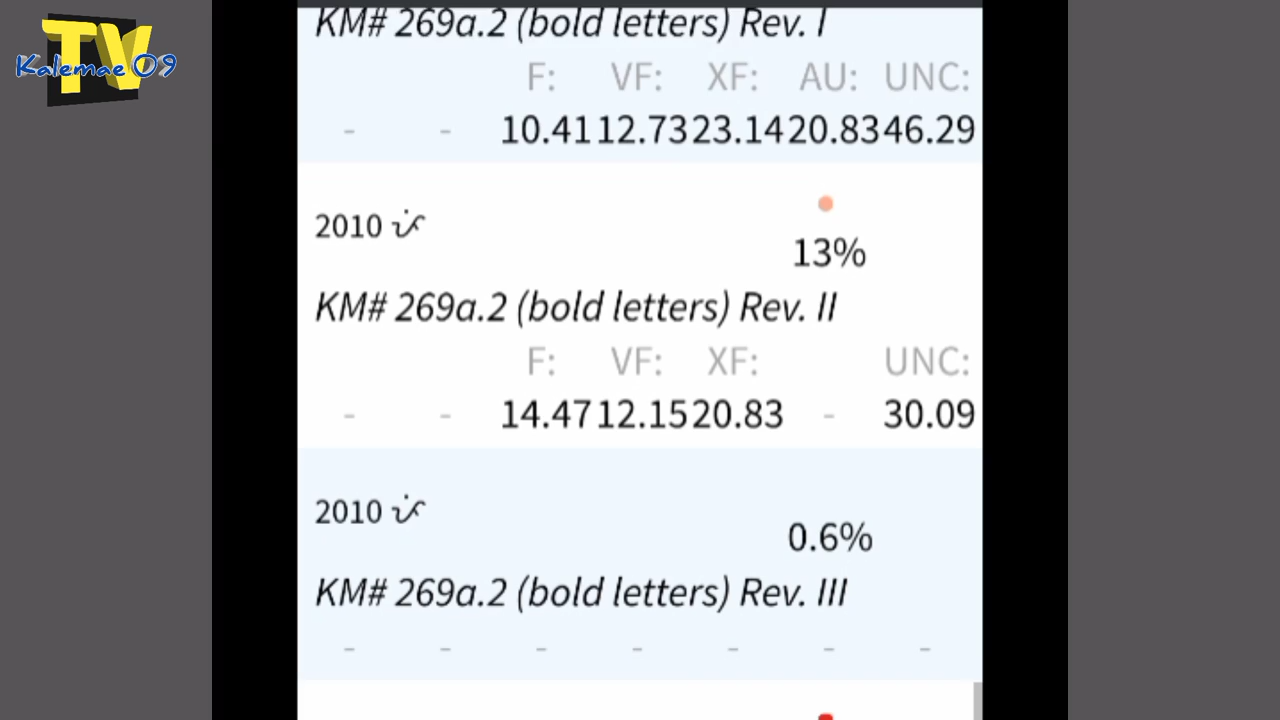 TV
Kalemae 09
KM# 269a.2 (bold letters) Rev. I
F: VF: XF: AU: UNC:
- - 10.41 12.73 23.14 20.83 46.29
2010
13%
KM# 269a.2 (bold letters) Rev. II
F: VF: XF: UNC:
- - 14.47 12.15 20.83 - 30.09
2010
0.6%
KM# 269a.2 (bold letters) Rev. III
- - - - - - -